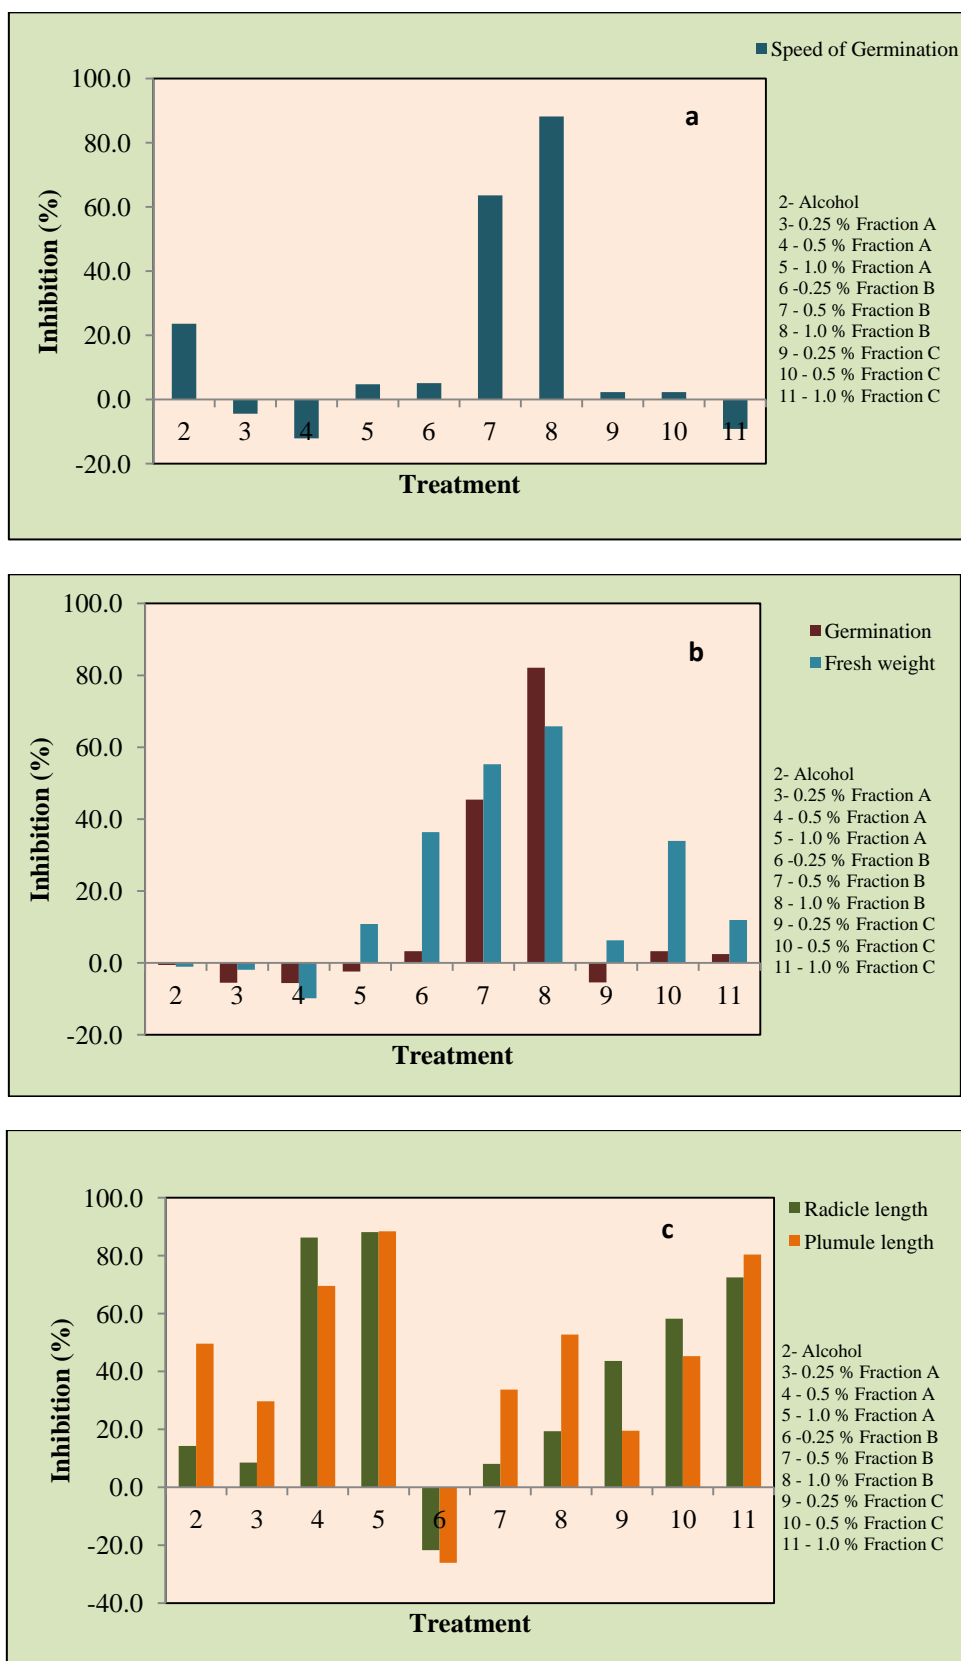 Speed of Germination
100.0
80.0
60.0
40.0
20.0
0.0
-20.0
Inhibition (%)
a
2 3 4 5 6 7 8 9 10 11
Treatment
2- Alcohol
3- 0.25 % Fraction A
4 - 0.5 % Fraction A
5 - 1.0 % Fraction A
6 -0.25 % Fraction B
7 - 0.5 % Fraction B
8 - 1.0 % Fraction B
9 - 0.25 % Fraction C
10 - 0.5 % Fraction C
11 - 1.0 % Fraction C
100.0
80.0
60.0
40.0
20.0
0.0
-20.0
Inhibition (%)
b
2 3 4 5 6 7 8 9 10 11
Treatment
Germination
Fresh weight
2- Alcohol
3- 0.25 % Fraction A
4 - 0.5 % Fraction A
5 - 1.0 % Fraction A
6 -0.25 % Fraction B
7 - 0.5 % Fraction B
8 - 1.0 % Fraction B
9 - 0.25 % Fraction C
10 - 0.5 % Fraction C
11 - 1.0 % Fraction C
100.0
80.0
60.0
40.0
20.0
0.0
-20.0
-40.0
Inhibition (%)
c
2 3 4 5 6 7 8 9 10 11
Treatment
Radicle length
Plumule length
2- Alcohol
3- 0.25 % Fraction A
4 - 0.5 % Fraction A
5 - 1.0 % Fraction A
6 -0.25 % Fraction B
7 - 0.5 % Fraction B
8 - 1.0 % Fraction B
9 - 0.25 % Fraction C
10 - 0.5 % Fraction C
11 - 1.0 % Fraction C